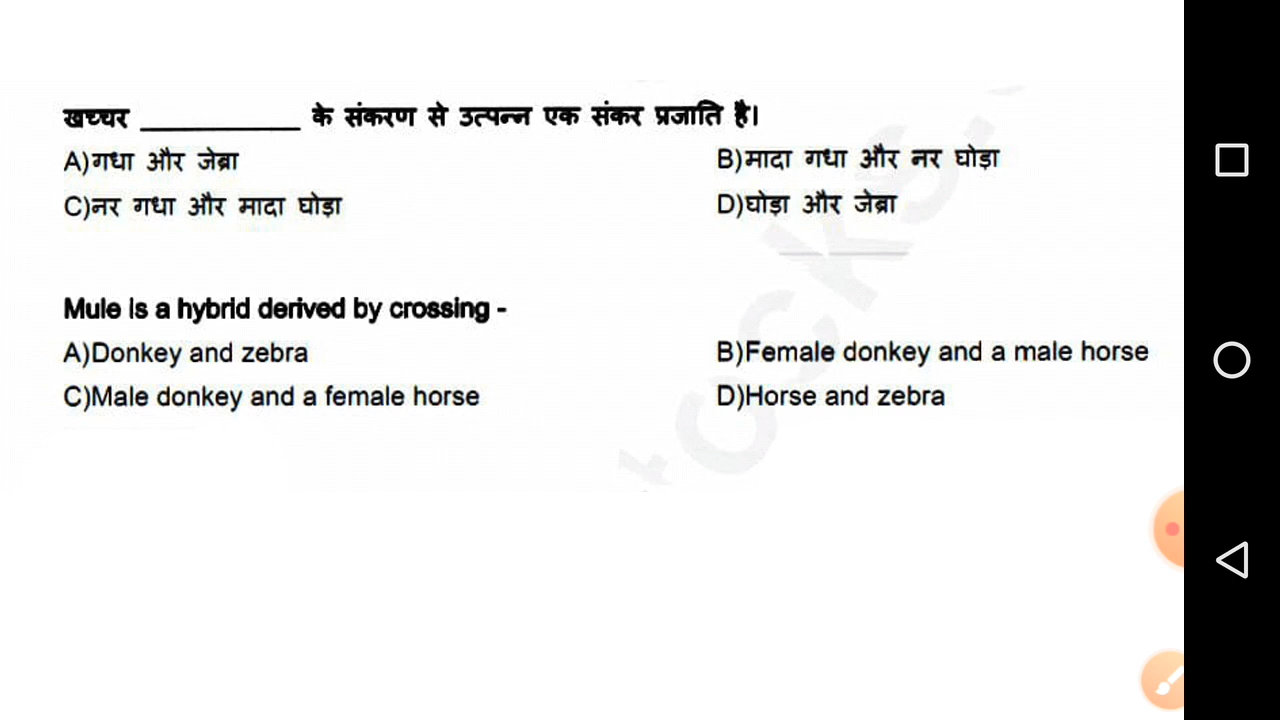 खच्चर ____________ के संकरण से उत्पन्न एक संकर प्रजाति है।
A)गधा और जेब्रा B)मादा गधा और नर घोड़ा
C)नर गधा और मादा घोड़ा D)घोड़ा और जेब्रा
Mule is a hybrid derived by crossing -
A)Donkey and zebra B)Female donkey and a male horse
C)Male donkey and a female horse D)Horse and zebra